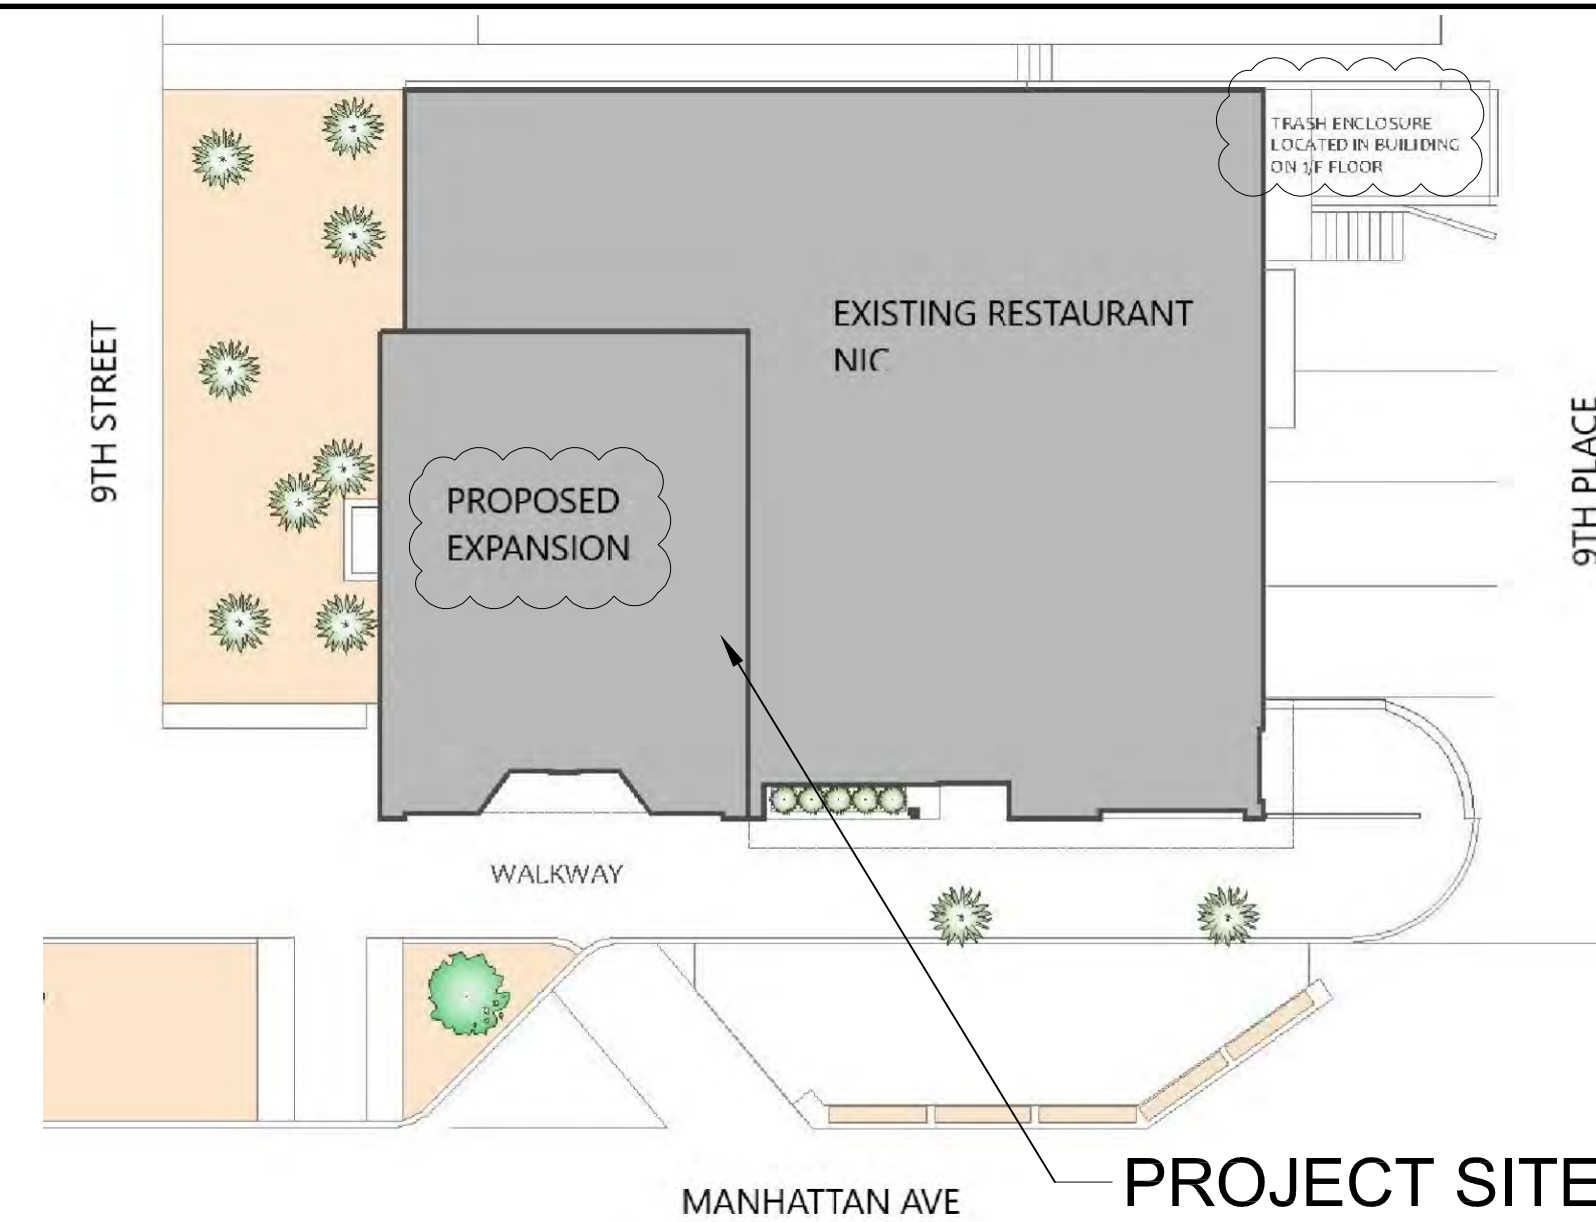 TRASH ENCLOSURE
LOCATED IN BUILIDING
ON 1/F FLOOR
EXISTING RESTAURANT
NIC
9TH STREET
9TH PLACE
PROPOSED
EXPANSION
WALKWAY
PROJECT SITE
MANHATTAN AVE